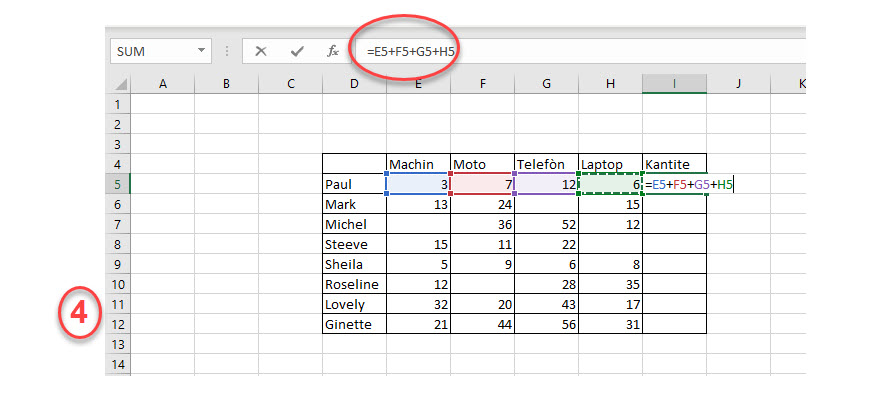 SUM fx =E5+F5+G5+H5
A B C D E F G H I J K
1
2
3
4 Machin Moto Telefòn Laptop Kantite
5 Paul 3 7 12 6 =E5+F5+G5+H5
6 Mark 13 24 15
7 Michel 36 52 12
8 Steeve 15 11 22
9 Sheila 5 9 6 8
10 Roseline 12 28 35
11 Lovely 32 20 43 17
12 Ginette 21 44 56 31
13
14
4